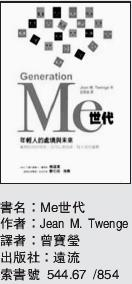 Generation
Jean M. Twenge
Me世代
年輕人的處境與未來
書名：Me世代
作者：Jean M. Twenge
譯者：曾寶瑩
出版社：遠流
索書號 544.67 /854